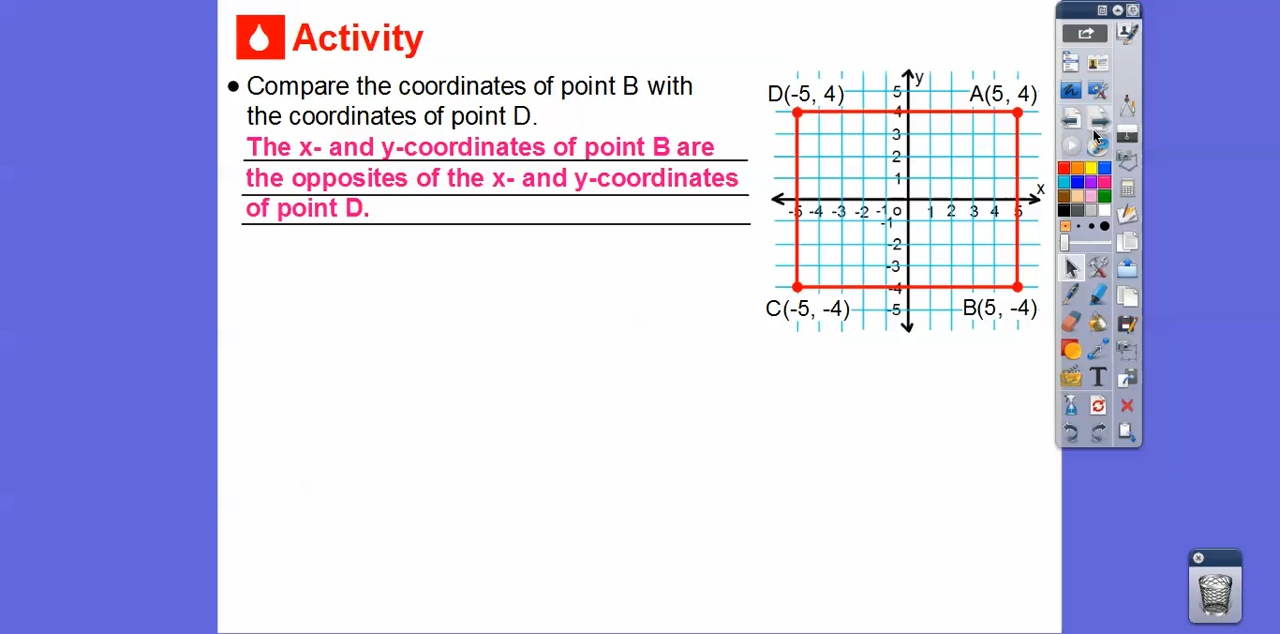 Activity
• Compare the coordinates of point B with
the coordinates of point D.
The x- and y-coordinates of point B are
the opposites of the x- and y-coordinates
of point D.
y
D(-5, 4)
5
A(5, 4)
4
3
2
1
x
-5 -4 -3 -2 -1 o 1 2 3 4 5
-1
-2
-3
-4
C(-5, -4)
-5
B(5, -4)
T